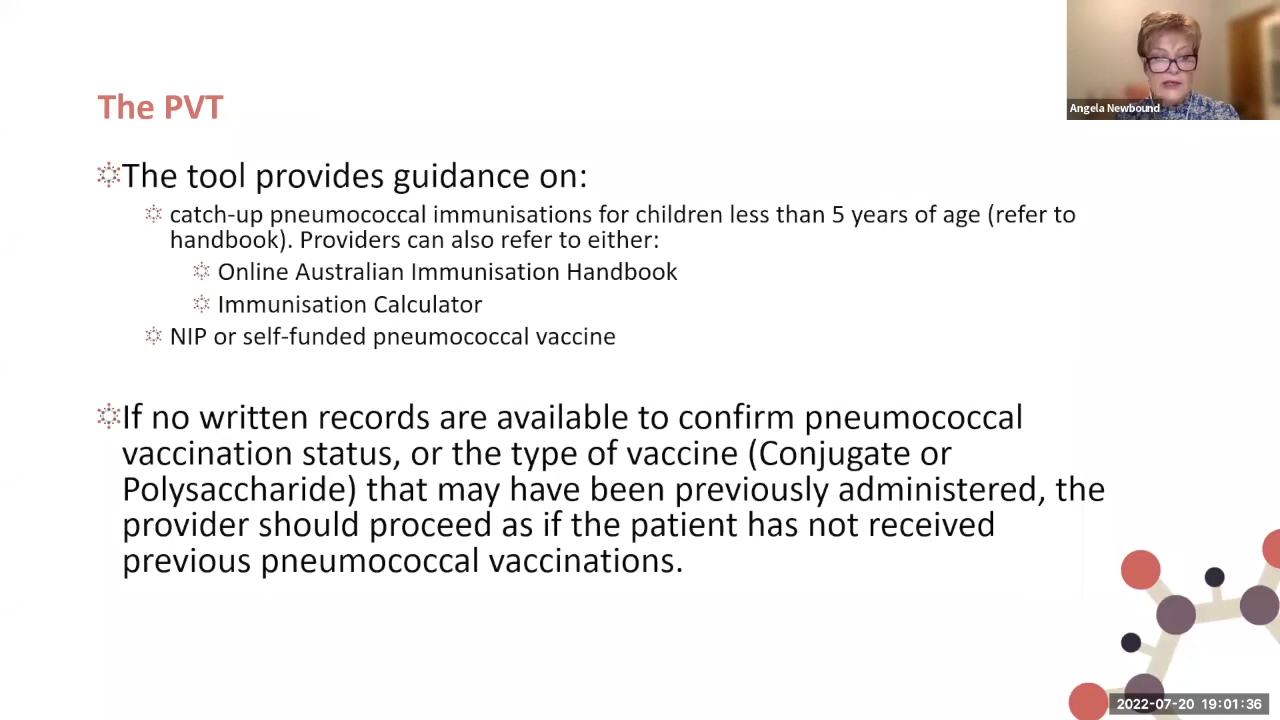 Angela Newbound
The PVT
The tool provides guidance on:
catch-up pneumococcal immunisations for children less than 5 years of age (refer to
handbook). Providers can also refer to either:
Online Australian Immunisation Handbook
Immunisation Calculator
NIP or self-funded pneumococcal vaccine
If no written records are available to confirm pneumococcal
vaccination status, or the type of vaccine (Conjugate or
Polysaccharide) that may have been previously administered, the
provider should proceed as if the patient has not received
previous pneumococcal vaccinations.
2022-07-20 19:01:36